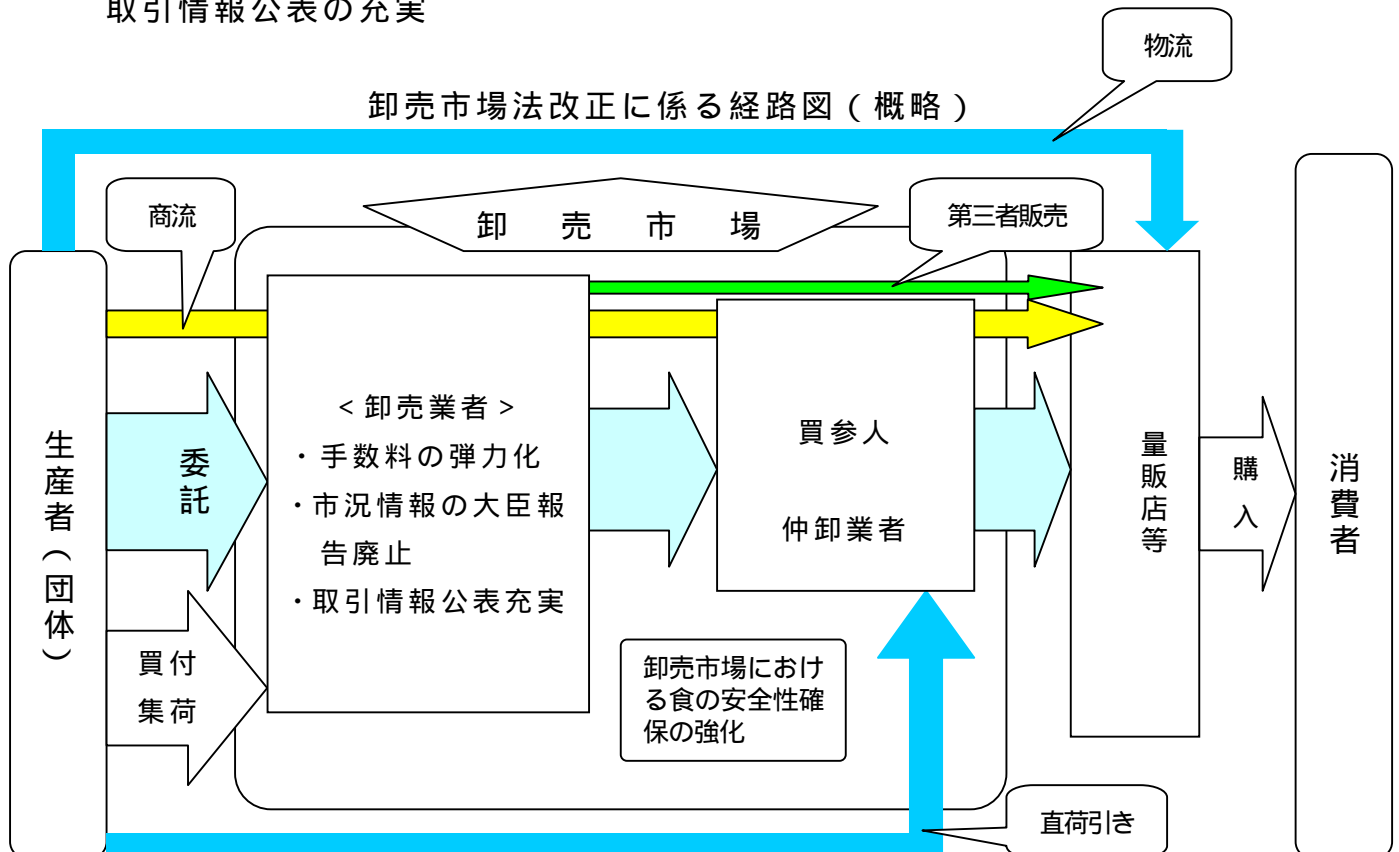 取引情報公表の充実
物流
卸売市場法改正に係る経路図（概略）
商流
卸売市場
第三者販売
生産者（団体）
委託
買付
集荷
＜卸売業者＞
・手数料の弾力化
・市況情報の大臣報
告廃止
・取引情報公表充実
買参人
仲卸業者
卸売市場におけ
る食の安全性確
保の強化
量販店等
購入
消費者
直荷引き